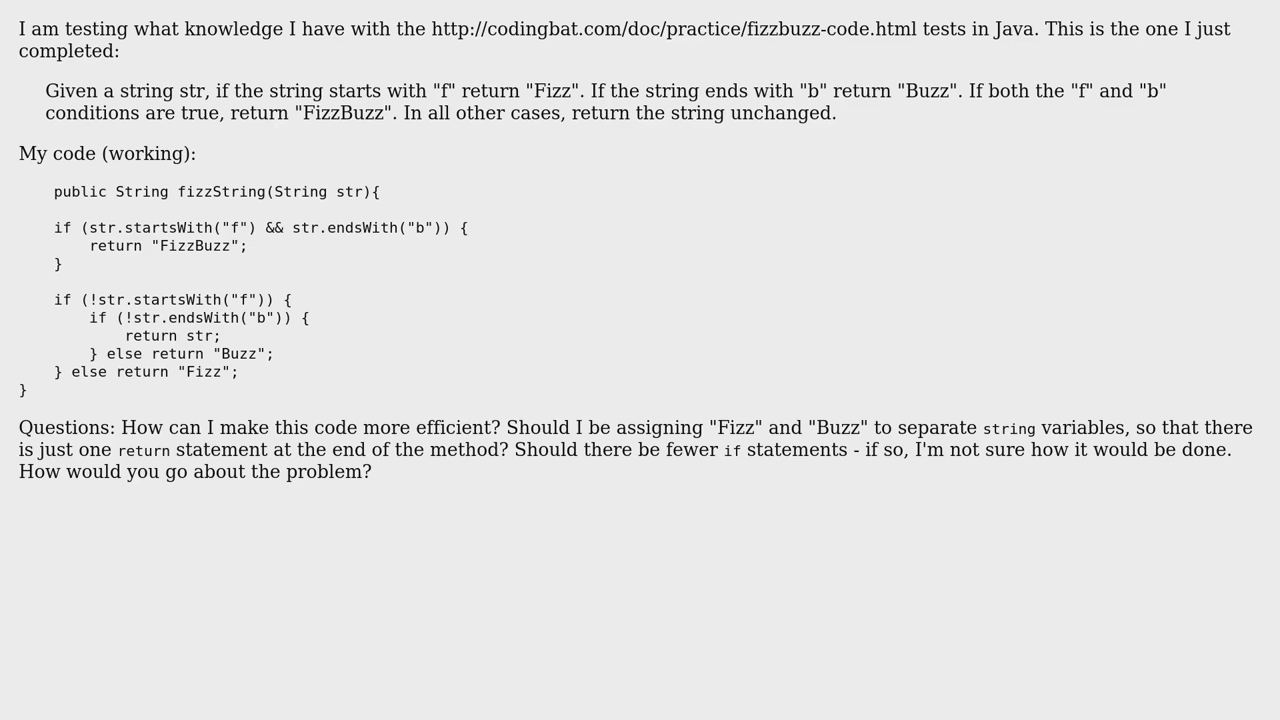 I am testing what knowledge I have with the http://codingbat.com/doc/practice/fizzbuzz-code.html tests in Java. This is the one I just
completed:
Given a string str, if the string starts with "f" return "Fizz". If the string ends with "b" return "Buzz". If both the "f" and "b"
conditions are true, return "FizzBuzz". In all other cases, return the string unchanged.
My code (working):
    public String fizzString(String str){
    if (str.startsWith("f") && str.endsWith("b")) {
        return "FizzBuzz";
    }
    if (!str.startsWith("f")) {
        if (!str.endsWith("b")) {
            return str;
        } else return "Buzz";
    } else return "Fizz";
}
Questions: How can I make this code more efficient? Should I be assigning "Fizz" and "Buzz" to separate string variables, so that there
is just one return statement at the end of the method? Should there be fewer if statements - if so, I'm not sure how it would be done.
How would you go about the problem?